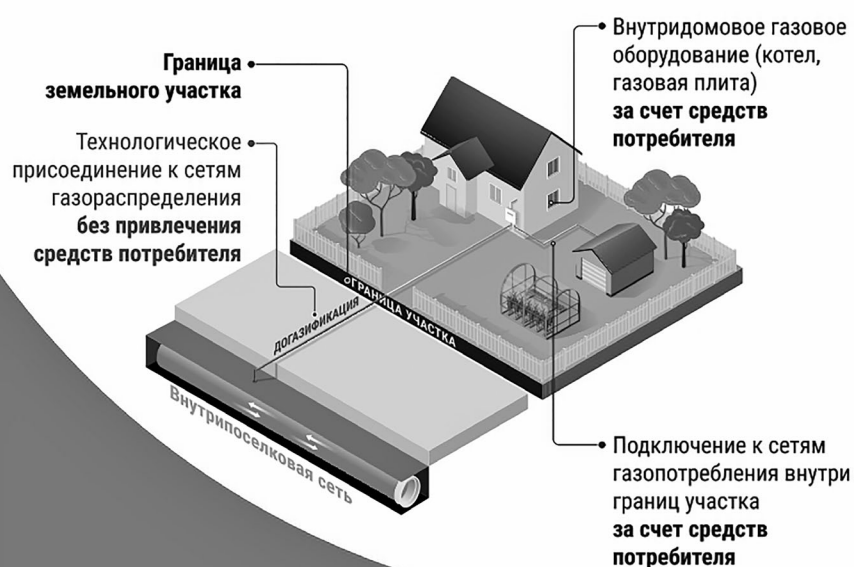 Граница
земельного участка
Технологическое
присоединение к сетям
газораспределения
без привлечения
средств потребителя
Внутридомовое газовое
оборудование (котел,
газовая плита)
за счет средств
потребителя
ГРАНИЦА УЧАСТКА
ДОГАЗИФИКАЦИЯ
Внутрипоселковая сеть
Подключение к сетям
газопотребления внутри
границ участка
за счет средств
потребителя